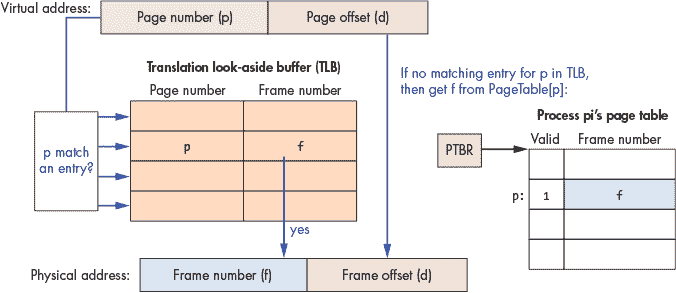 Virtual address: Page number (p) Page offset (d)
Translation look-aside buffer (TLB)
Page number Frame number
p match
an entry?
p f
yes
If no matching entry for p in TLB,
then get f from PageTable[p]:
Process pi's page table
Valid Frame number
PTBR
p: 1 f
Physical address: Frame number (f) Frame offset (d)